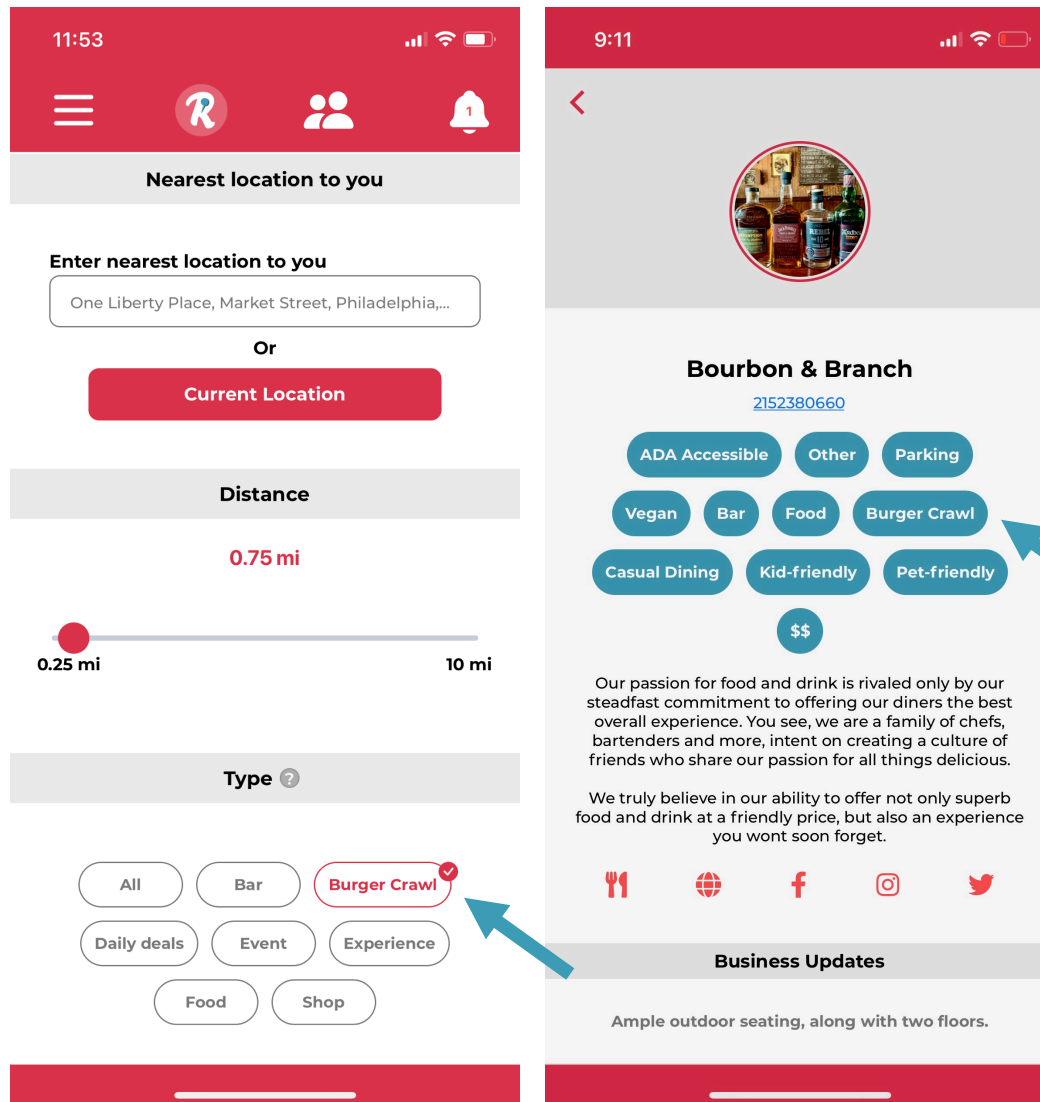 11:53
1
Nearest location to you
Enter nearest location to you
One Liberty Place, Market Street, Philadelphia,...
Or
Current Location
Distance
0.75 mi
0.25 mi
10 mi
Type ?
All
Bar
Burger Crawl
Daily deals
Event
Experience
Food
Shop
9:11
Bourbon & Branch
2152380660
ADA Accessible
Other
Parking
Vegan
Bar
Food
Burger Crawl
Casual Dining
Kid-friendly
Pet-friendly
$$
Our passion for food and drink is rivaled only by our
steadfast commitment to offering our diners the best
overall experience. You see, we are a family of chefs,
bartenders and more, intent on creating a culture of
friends who share our passion for all things delicious.
We truly believe in our ability to offer not only superb
food and drink at a friendly price, but also an experience
you wont soon forget.
Business Updates
Ample outdoor seating, along with two floors.